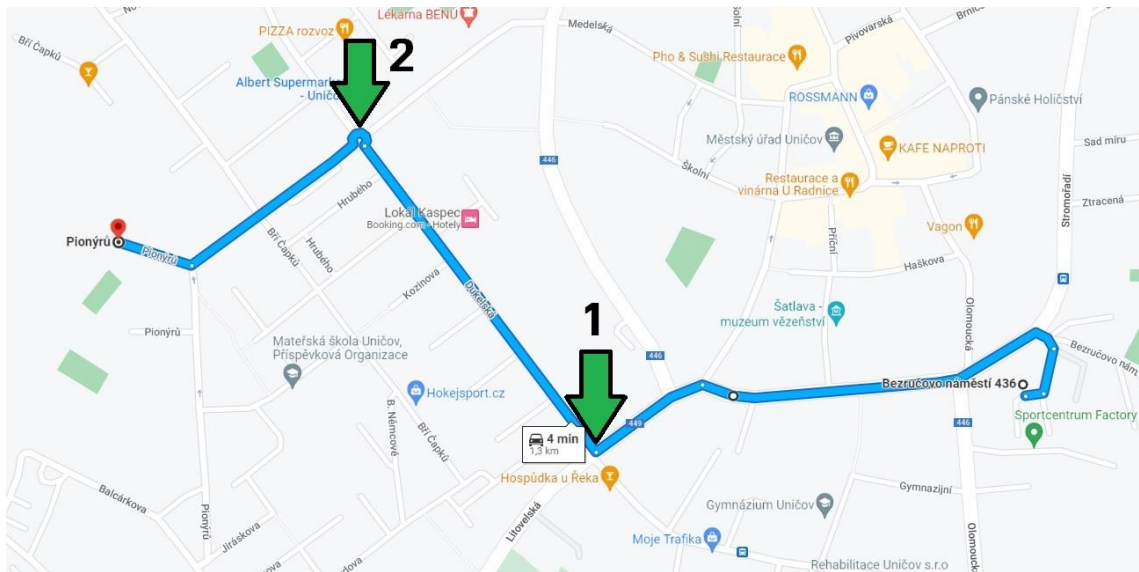 Lékárna BENU
PIZZA rozvoz
Bří Čapků
Medelská
Pivovarská
Pho & Sushi Restaurace
2
Albert Supermarke
- Uničov
ROSSMANN
Pánské Holičství
446
Městský úřad Uničov
KAFE NAPROTI
Sad míru
Školní
Restaurace a
vinárna U Radnice
Stromořadí
Ztracená
Hrubého
Lokál Kaspec
Booking.com • Hotely
Pionýrů
Pionýrů
Bří Čapků
Hrubého
Příční
Vagon
Kozinova
Haškova
Dukelská
Olomoucká
Šatlava -
muzeum vězeňství
1
Pionýrů
Mateřská škola Uničov,
Příspěvková Organizace
446
Bezručovo nám.
Bezručovo náměstí 436
Hokejsport.cz
B. Němcové
Bří Čapků
449
446
Sportcentrum Factory
4 min
1,3 km
Hospůdka u Řeka
Gymnazijní
Balcárkova
Litovelská
Gymnázium Uničov
Pionýrů
Jiráskova
Moje Trafika
Olomoucká
Rehabilitace Uničov s.r.o